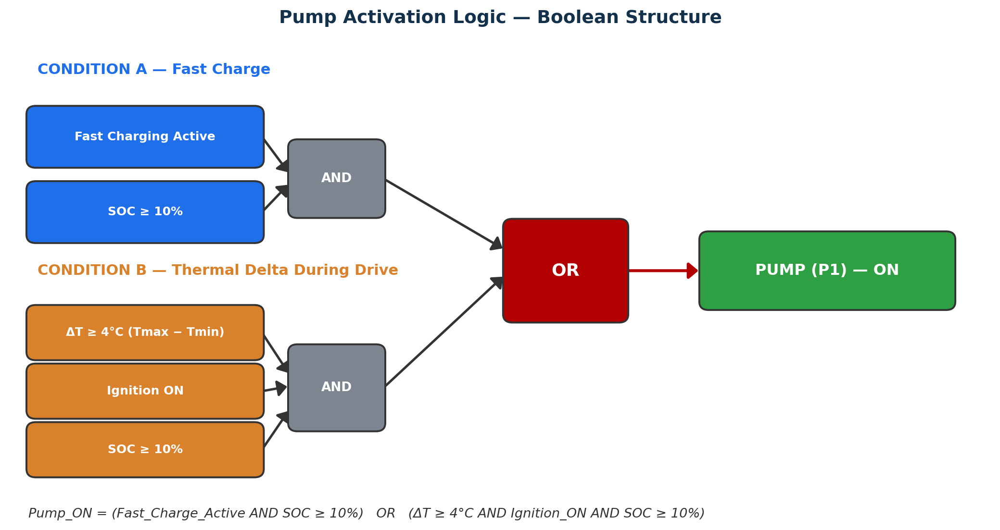 Pump Activation Logic — Boolean Structure
CONDITION A — Fast Charge
Fast Charging Active
SOC ≥ 10%
AND
CONDITION B — Thermal Delta During Drive
ΔT ≥ 4°C (Tmax − Tmin)
Ignition ON
SOC ≥ 10%
AND
OR
PUMP (P1) — ON
Pump_ON = (Fast_Charge_Active AND SOC ≥ 10%) OR (ΔT ≥ 4°C AND Ignition_ON AND SOC ≥ 10%)